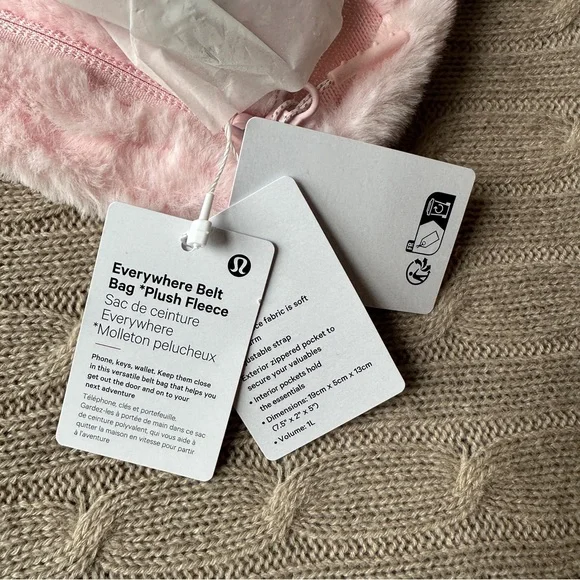 Everywhere Belt
Bag *Plush Fleece
Sac de ceinture
Everywhere
*Molleton pelucheux
Phone, keys, wallet. Keep them close
in this versatile belt bag that helps you
get out the door and on to your
next adventure
Téléphone, clés et portefeuille.
Gardez-les à portée de main dans ce sac
de ceinture polyvalent, qui vous aide à
quitter la maison en vitesse pour partir
à l'aventure
ce fabric is soft
rm
ustable strap
Exterior zippered pocket to
secure your valuables
• Interior pockets hold
the essentials
• Dimensions: 19cm x 5cm x 13cm
(7.5" x 2" x 5")
• Volume: 1L
FR